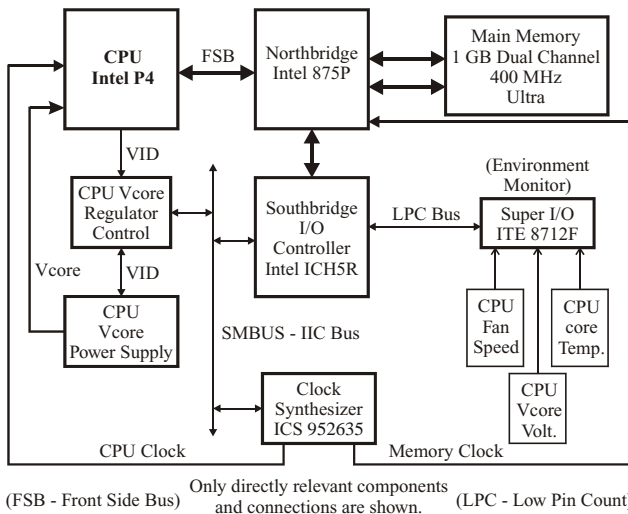 CPU
Intel P4
FSB
Northbridge
Intel 875P
Main Memory
1 GB Dual Channel
400 MHz
Ultra
VID
CPU Vcore
Regulator
Control
Vcore
VID
CPU
Vcore
Power Supply
Southbridge
I/O
Controller
Intel ICH5R
LPC Bus
(Environment
Monitor)
Super I/O
ITE 8712F
CPU
Fan
Speed
CPU
core
Temp.
CPU
Vcore
Volt.
SMBUS - IIC Bus
Clock
Synthesizer
ICS 952635
CPU Clock
Memory Clock
(FSB - Front Side Bus)
Only directly relevant components
and connections are shown.
(LPC - Low Pin Count)